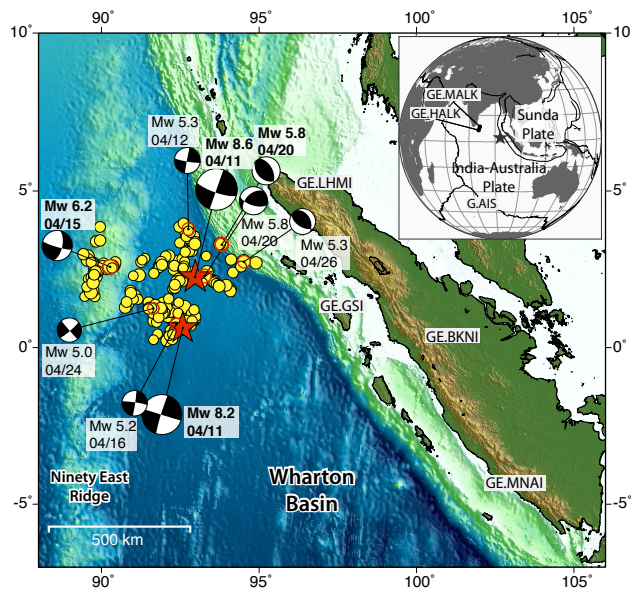 90˚
95˚
100˚
105˚
10˚
10˚
5˚
5˚
0˚
0˚
-5˚
-5˚
90˚
95˚
100˚
105˚
Mw 5.3
04/12
Mw 8.6
04/11
Mw 5.8
04/20
Mw 6.2
04/15
Mw 5.8
04/20
Mw 5.3
04/26
Mw 5.0
04/24
Mw 5.2
04/16
Mw 8.2
04/11
GE.LHMI
GE.GSI
GE.BKNI
GE.MNAI
Ninety East
Ridge
Wharton
Basin
500 km
GE.MALK
GE.HALK
Sunda
Plate
India-Australia
Plate
G.AIS